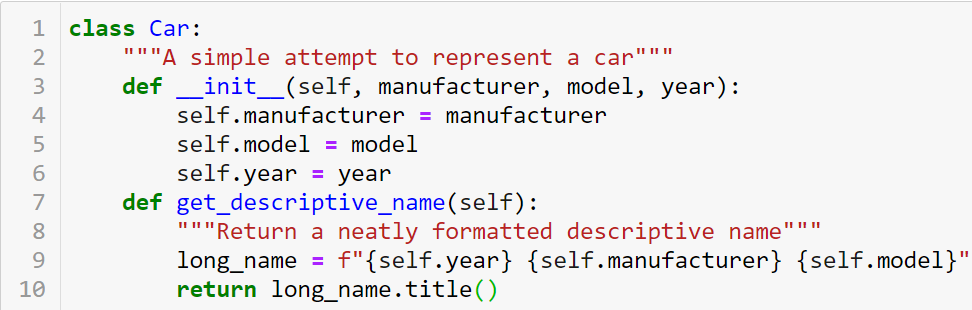 1 class Car:
2     """A simple attempt to represent a car"""
3     def __init__(self, manufacturer, model, year):
4         self.manufacturer = manufacturer
5         self.model = model
6         self.year = year
7     def get_descriptive_name(self):
8         """Return a neatly formatted descriptive name"""
9         long_name = f"{self.year} {self.manufacturer} {self.model}"
10         return long_name.title()